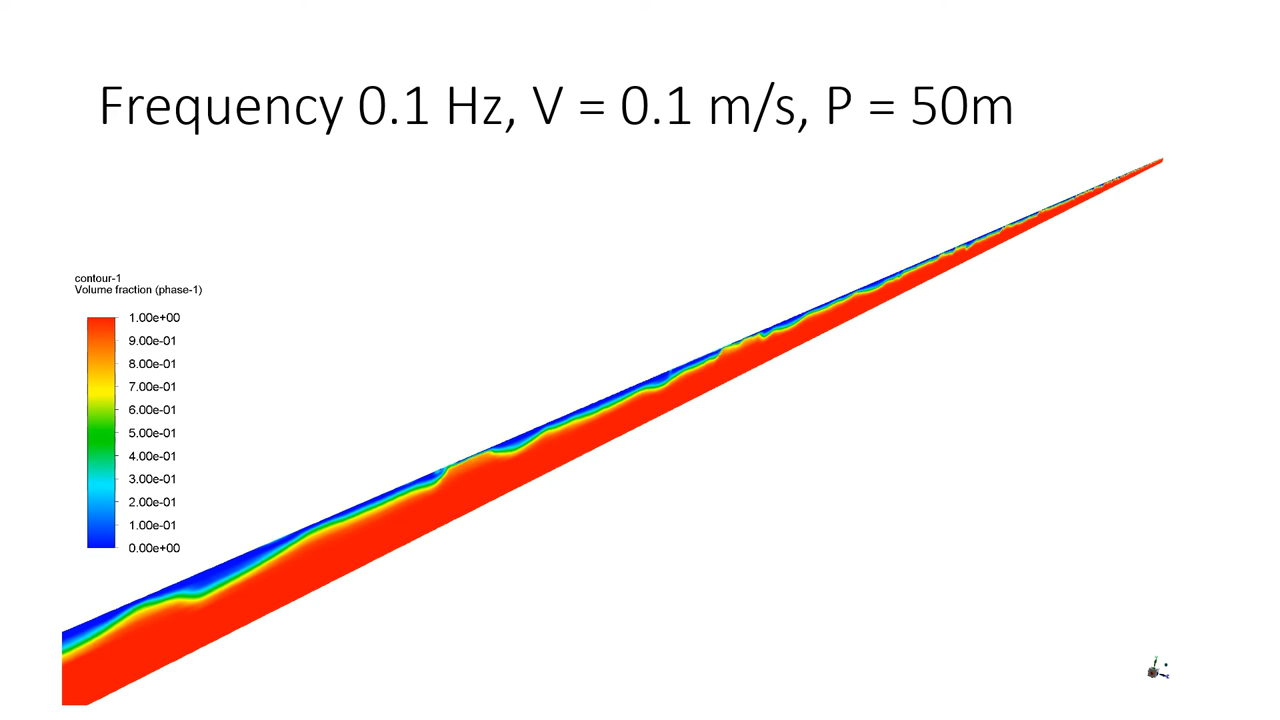 Frequency 0.1 Hz, V = 0.1 m/s, P = 50m
contour-1
Volume fraction (phase-1)
1.00e+00
9.00e-01
8.00e-01
7.00e-01
6.00e-01
5.00e-01
4.00e-01
3.00e-01
2.00e-01
1.00e-01
0.00e+00